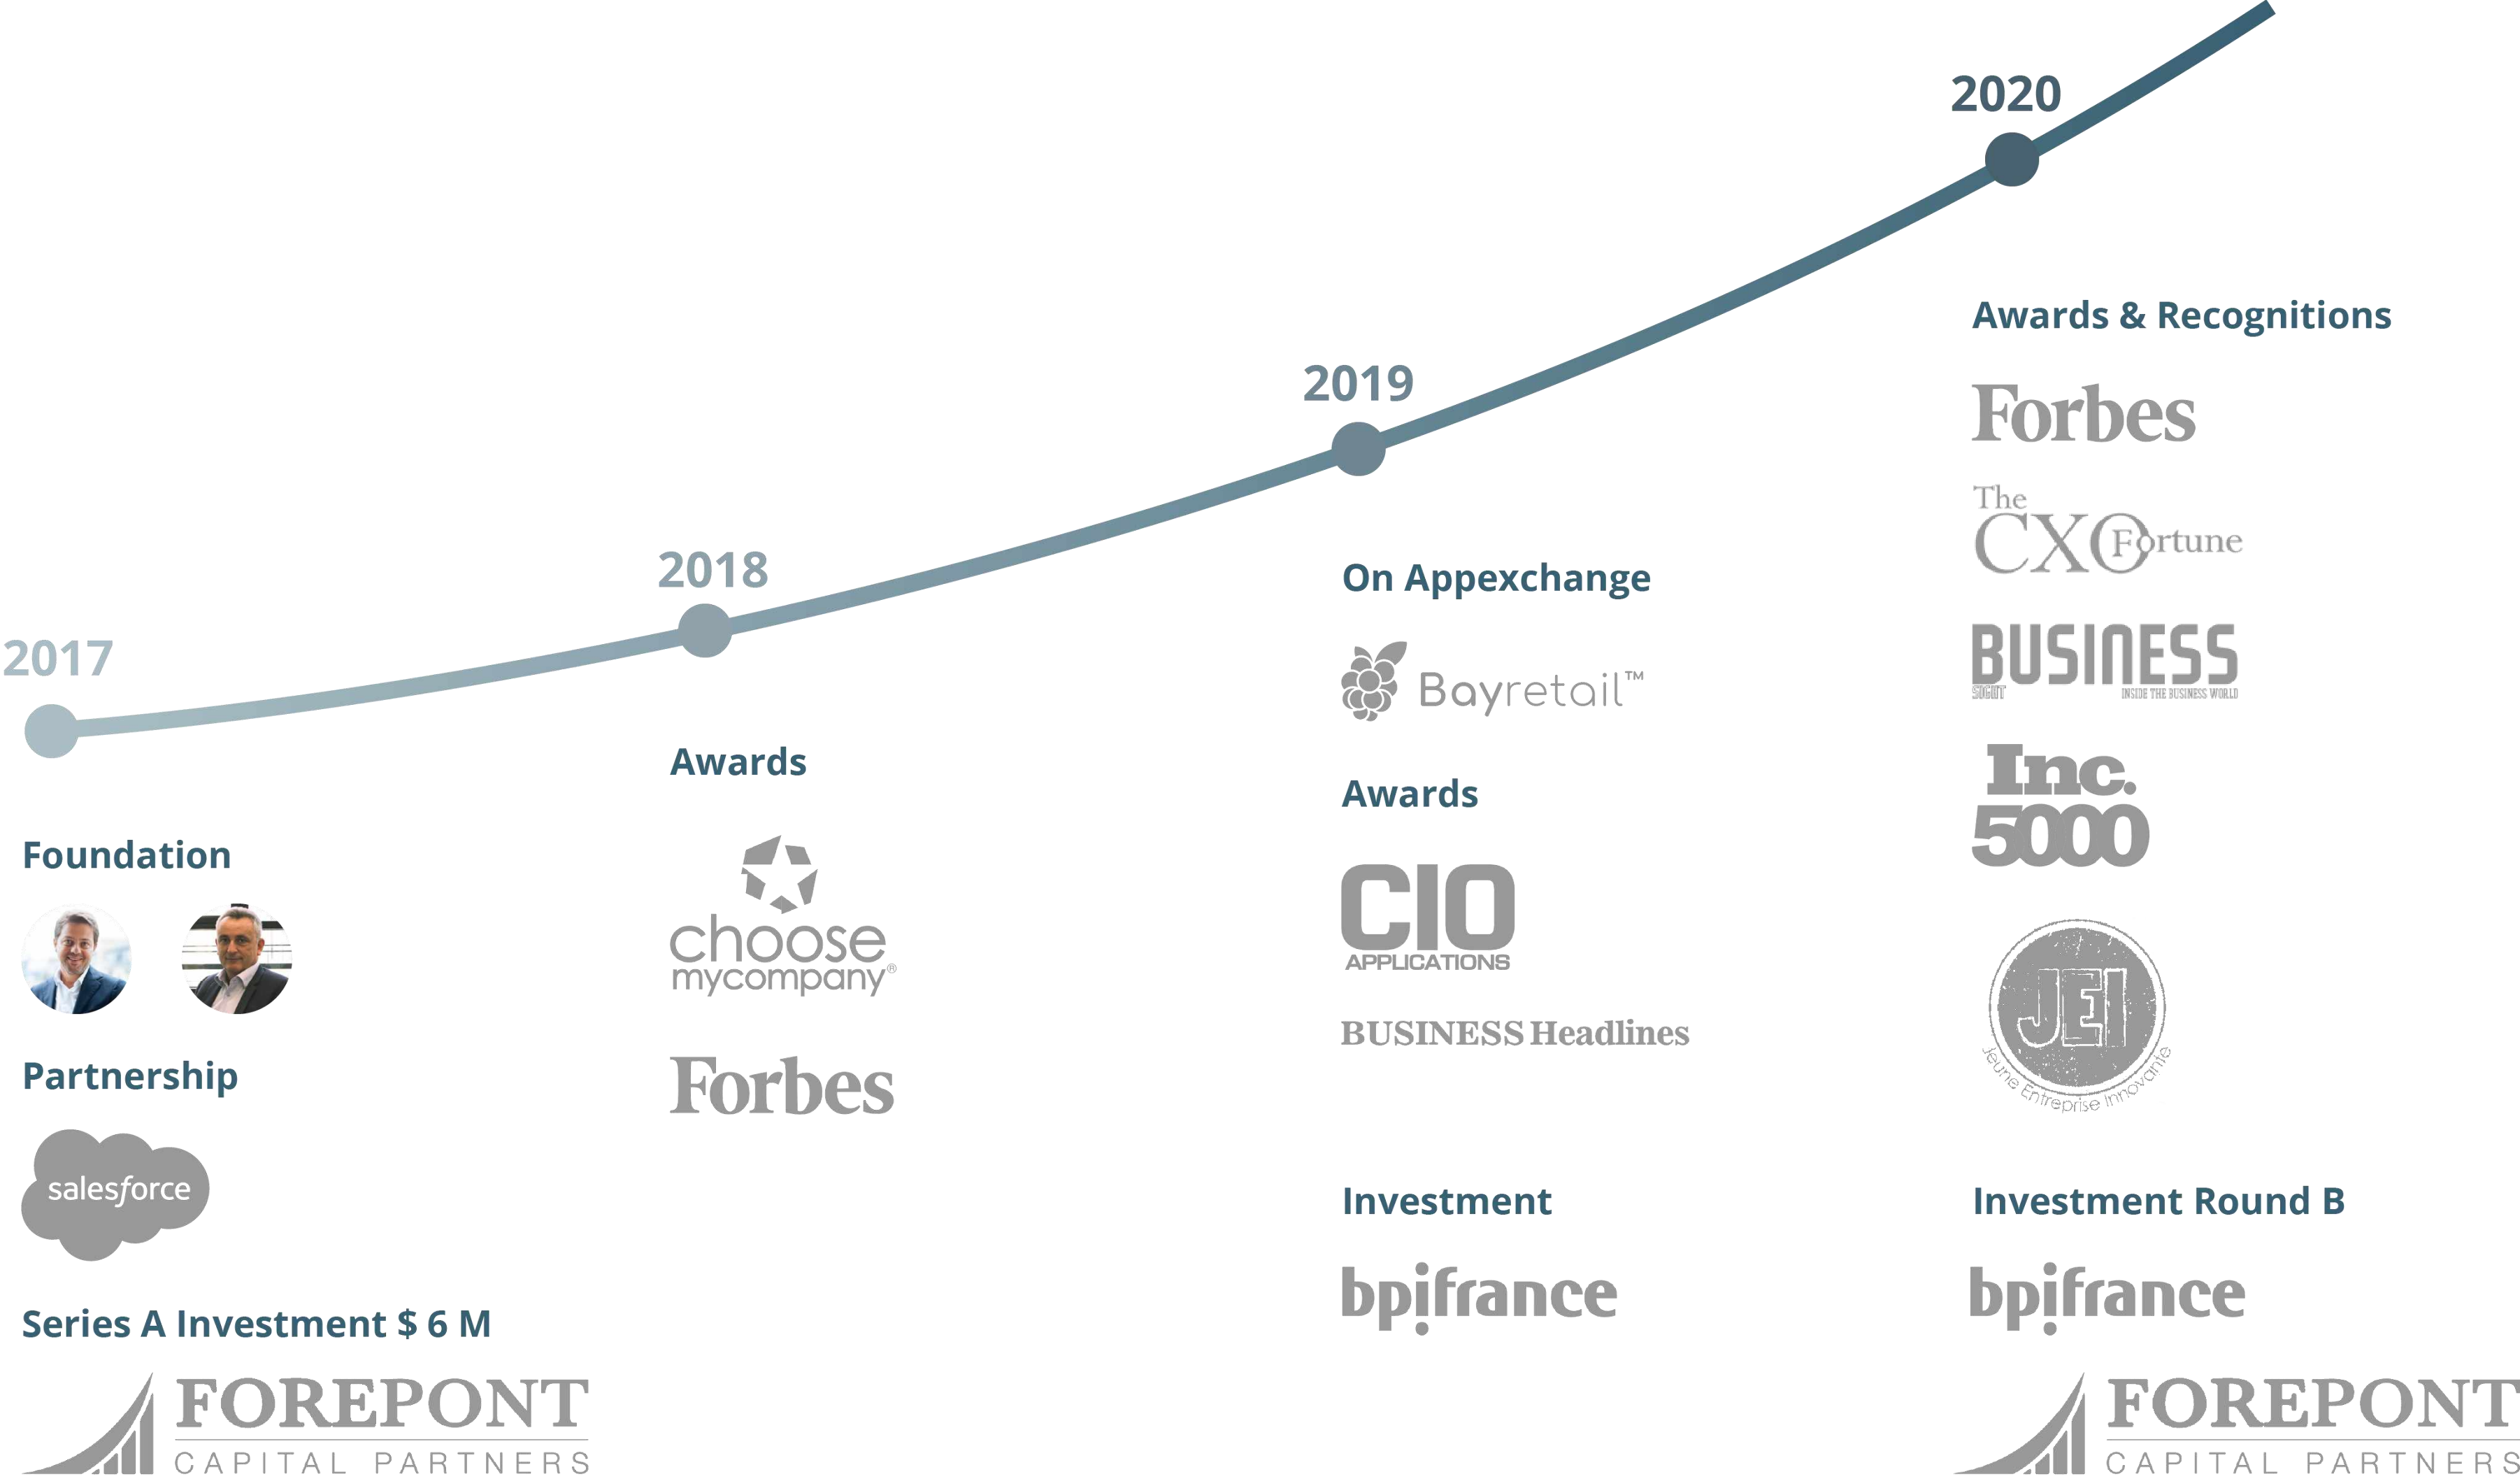 2017
Foundation
Partnership
salesforce
Series A Investment $ 6 M
FOREPONT
CAPITAL PARTNERS
2018
Awards
choose
mycompany®
Forbes
2019
On Appexchange
Bayretail™
Awards
CIO
APPLICATIONS
BUSINESS Headlines
Investment
bpifrance
2020
Awards & Recognitions
Forbes
The
CXO Fortune
BUSINESS
SIGHT INSIDE THE BUSINESS WORLD
Inc.
5000
JEI
Jeune Entreprise Innovante
Investment Round B
bpifrance
FOREPONT
CAPITAL PARTNERS